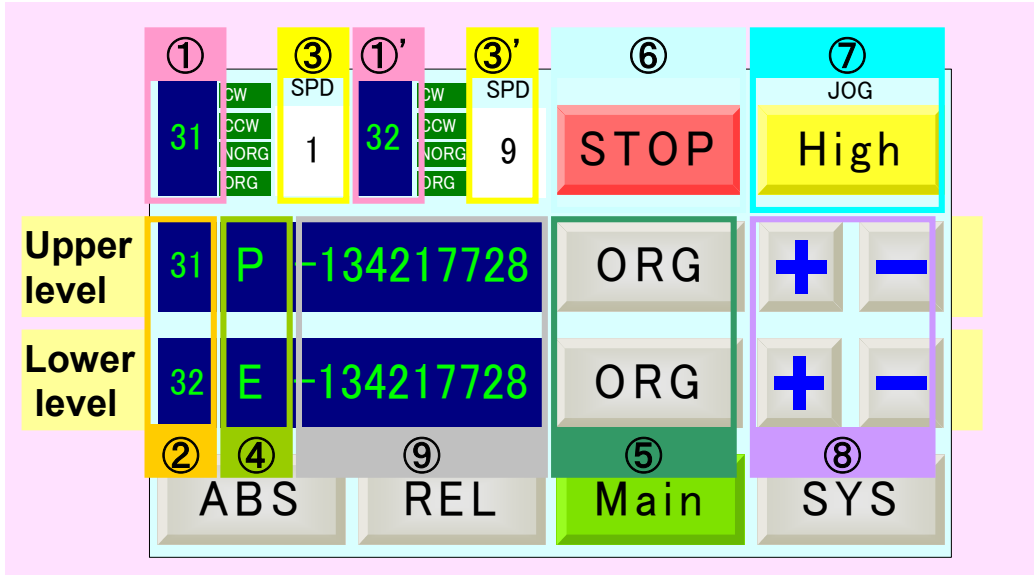 ① ③ ①’ ③’ ⑥ ⑦
SPD SPD JOG
31 CW 1 32 CW 9 STOP High
CCW CCW
NORG NORG
ORG ORG
Upper level 31 P -134217728 ORG + −
Lower level 32 E -134217728 ORG + −
② ④ ⑨ ⑤ ⑧
ABS REL Main SYS